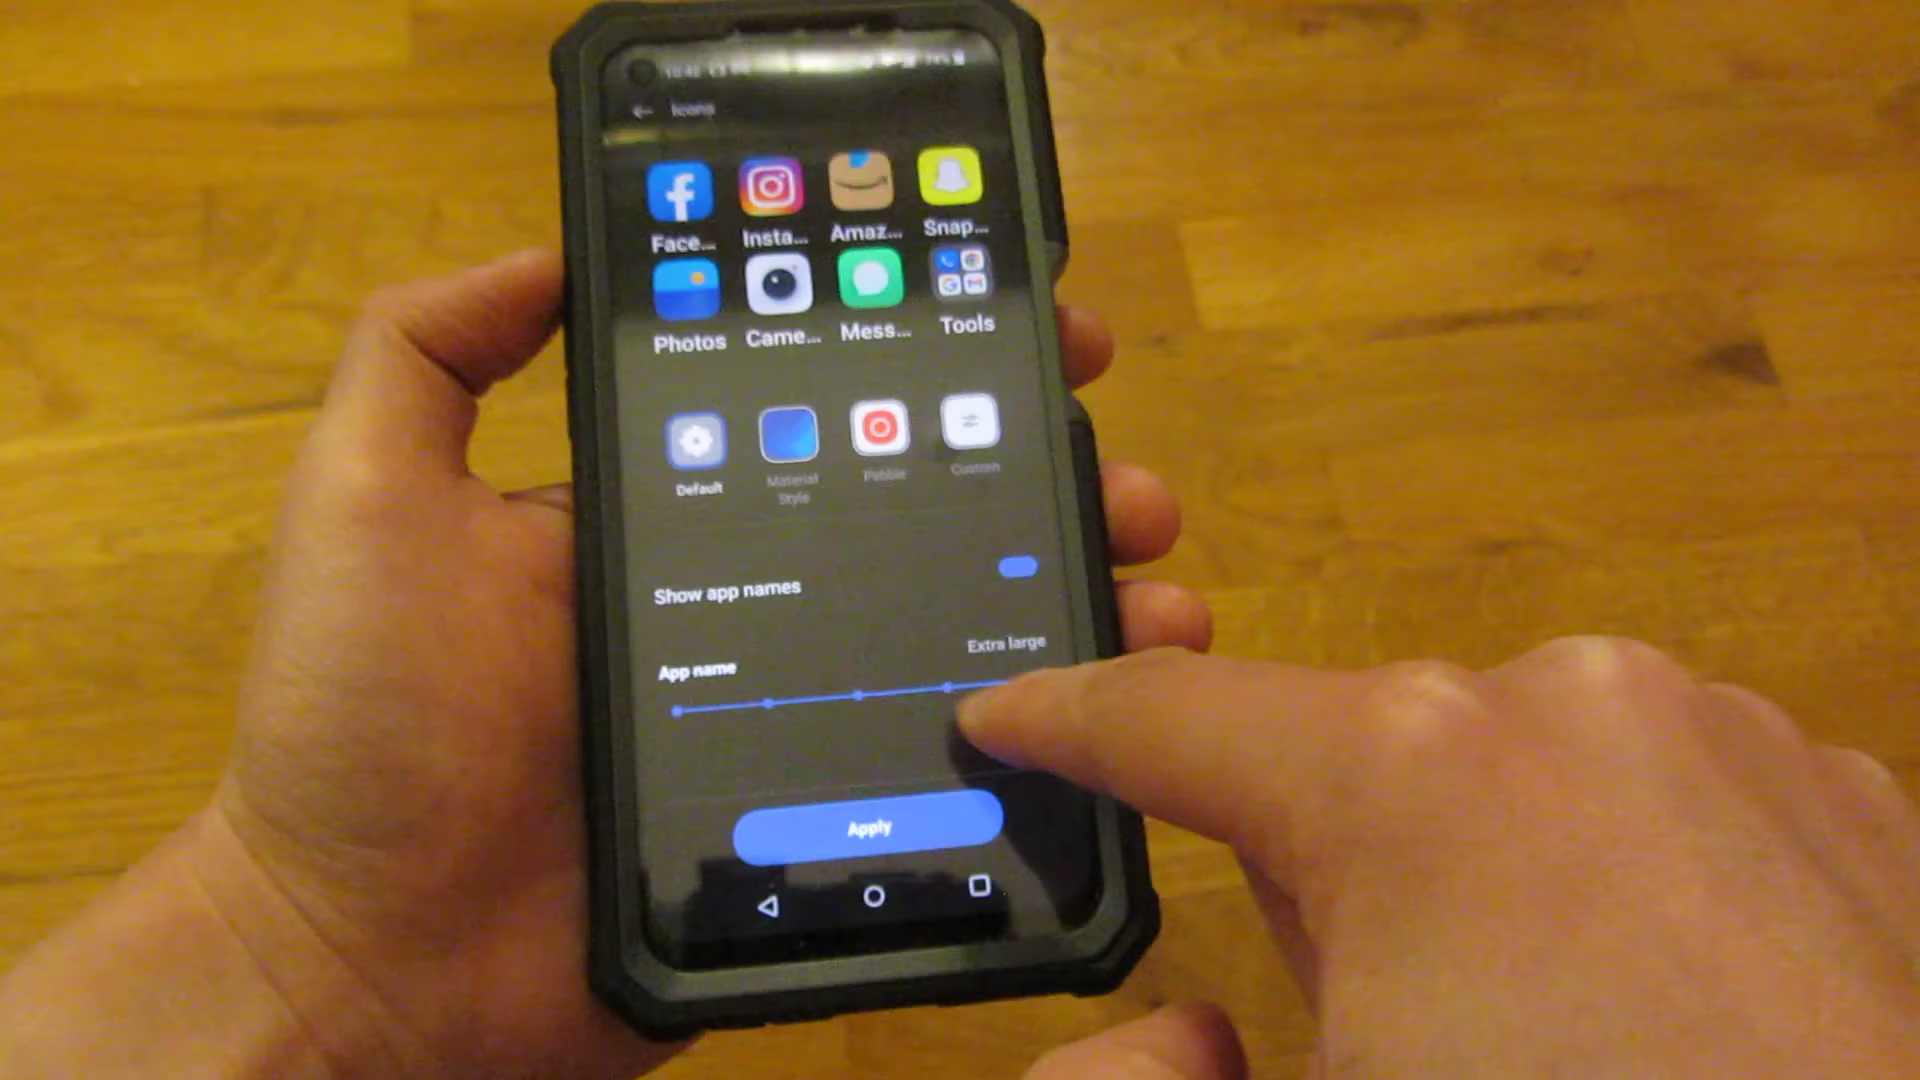 Icons
Face... Insta... Amaz... Snap...
Photos Came... Mess... Tools
Default Material Style Pebble Custom
Show app names
Extra large
App name
Apply